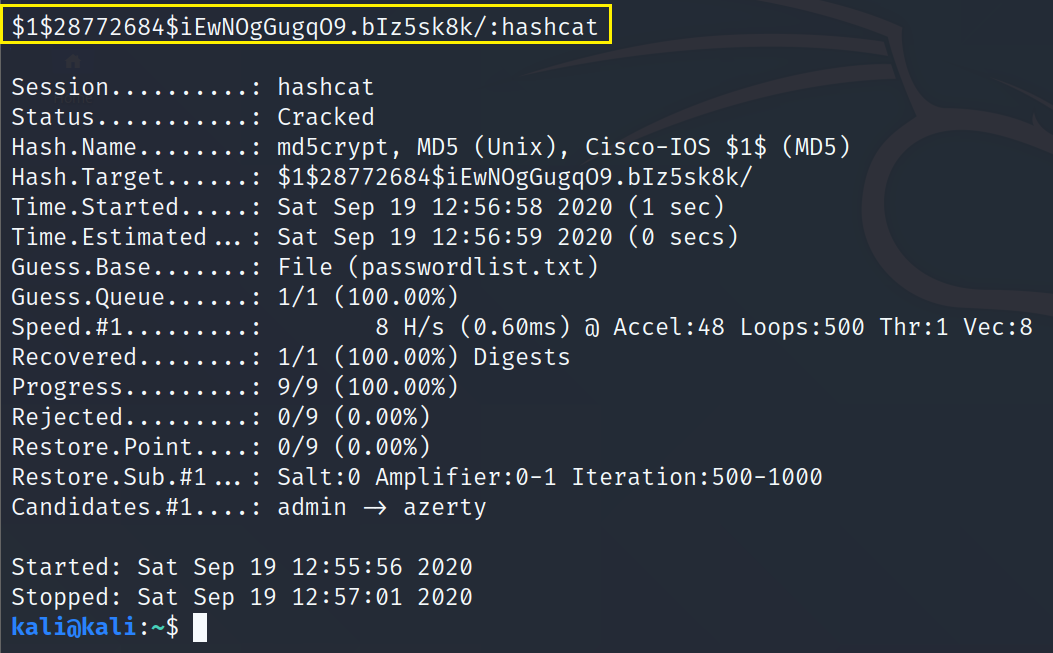 $1$28772684$iEwNOgGugqO9.bIz5sk8k/:hashcat
Session..........: hashcat
Status...........: Cracked
Hash.Name........: md5crypt, MD5 (Unix), Cisco-IOS $1$ (MD5)
Hash.Target......: $1$28772684$iEwNOgGugqO9.bIz5sk8k/
Time.Started.....: Sat Sep 19 12:56:58 2020 (1 sec)
Time.Estimated...: Sat Sep 19 12:56:59 2020 (0 secs)
Guess.Base.......: File (passwordlist.txt)
Guess.Queue......: 1/1 (100.00%)
Speed.#1.........:        8 H/s (0.60ms) @ Accel:48 Loops:500 Thr:1 Vec:8
Recovered........: 1/1 (100.00%) Digests
Progress.........: 9/9 (100.00%)
Rejected.........: 0/9 (0.00%)
Restore.Point....: 0/9 (0.00%)
Restore.Sub.#1...: Salt:0 Amplifier:0-1 Iteration:500-1000
Candidates.#1....: admin -> azerty
Started: Sat Sep 19 12:55:56 2020
Stopped: Sat Sep 19 12:57:01 2020
kali@kali:~$